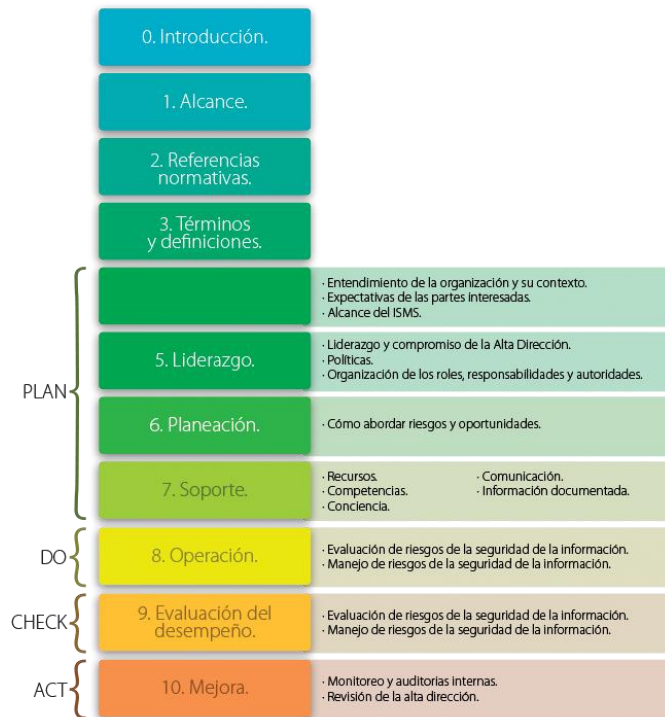 0. Introducción.
1. Alcance.
2. Referencias
normativas.
3. Términos
y definiciones.
PLAN
· Entendimiento de la organización y su contexto.
· Expectativas de las partes interesadas.
· Alcance del ISMS.
5. Liderazgo.
· Liderazgo y compromiso de la Alta Dirección.
· Políticas.
· Organización de los roles, responsabilidades y autoridades.
6. Planeación.
· Cómo abordar riesgos y oportunidades.
7. Soporte.
· Recursos.
· Competencias.
· Conciencia.
· Comunicación.
· Información documentada.
DO
8. Operación.
· Evaluación de riesgos de la seguridad de la información.
· Manejo de riesgos de la seguridad de la información.
CHECK
9. Evaluación del
desempeño.
· Evaluación de riesgos de la seguridad de la información.
· Manejo de riesgos de la seguridad de la información.
ACT
10. Mejora.
· Monitoreo y auditorias internas.
· Revisión de la alta dirección.